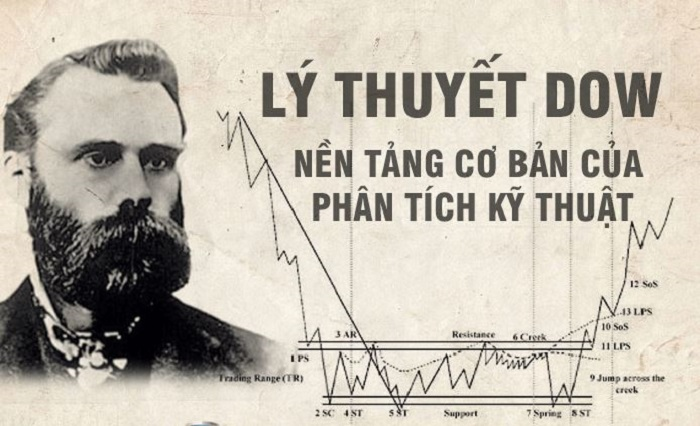 LÝ THUYẾT DOW
NỀN TẢNG CƠ BẢN CỦA
PHÂN TÍCH KỸ THUẬT
12 SoS
13 LPS
10 SoS
11 LPS
3 AR
Resistance
6 Creek
1 PS
Trading Range (TR)
9 Jump across the
creek
2 SC
4 ST
5 ST
Support
7 Spring
8 ST